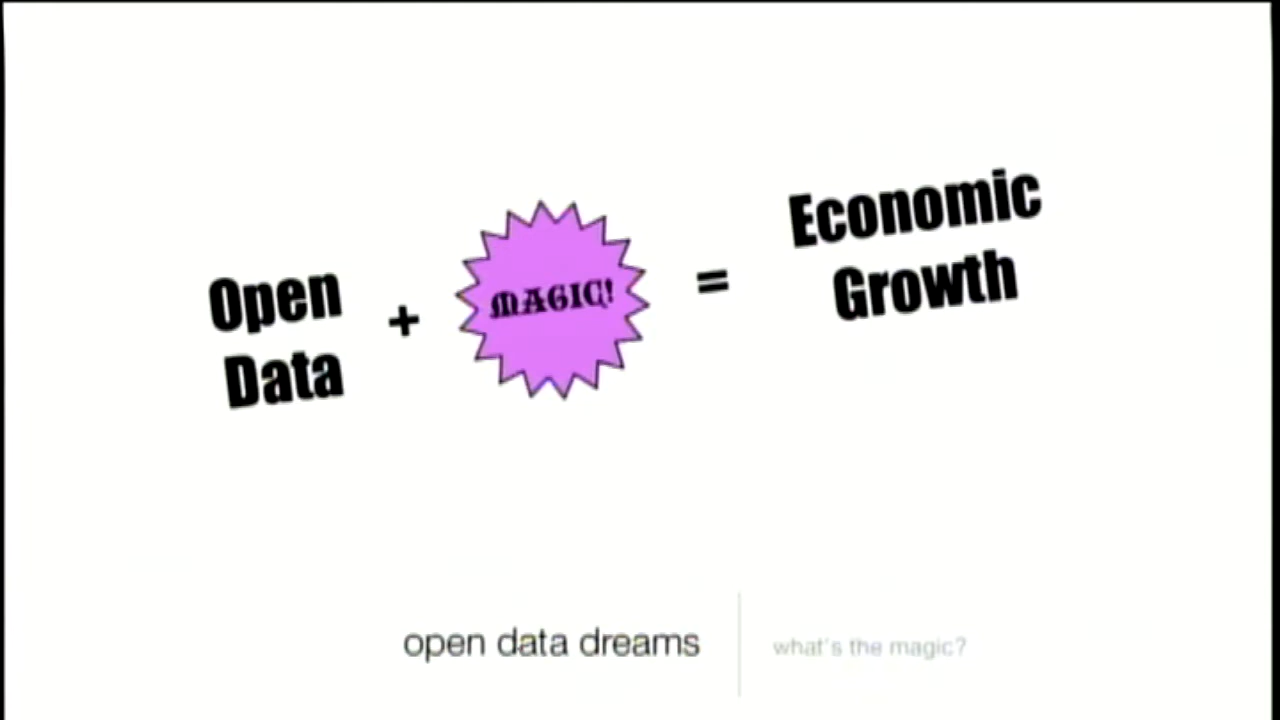 Open
Data
+
MAGIC!
=
Economic
Growth
open data dreams
what's the magic?